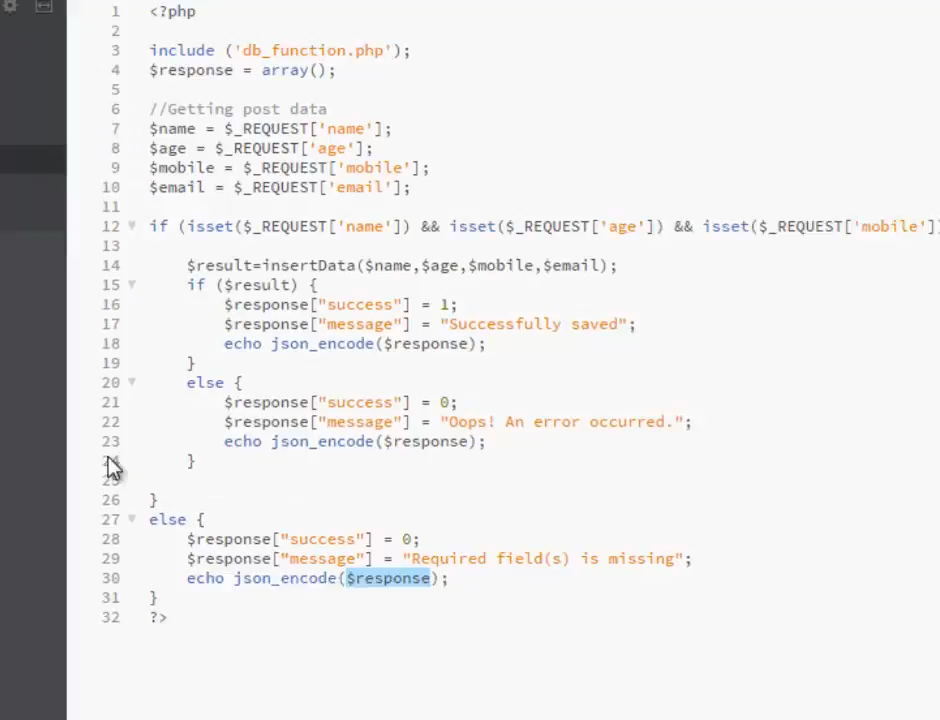 1 <?php
2
3 include ('db_function.php');
4 $response = array();
5
6 //Getting post data
7 $name = $_REQUEST['name'];
8 $age = $_REQUEST['age'];
9 $mobile = $_REQUEST['mobile'];
10 $email = $_REQUEST['email'];
11
12 if (isset($_REQUEST['name']) && isset($_REQUEST['age']) && isset($_REQUEST['mobile']
13
14 $result=insertData($name,$age,$mobile,$email);
15 if ($result) {
16 $response["success"] = 1;
17 $response["message"] = "Successfully saved";
18 echo json_encode($response);
19 }
20 else {
21 $response["success"] = 0;
22 $response["message"] = "Oops! An error occurred.";
23 echo json_encode($response);
}
26 }
27 else {
28 $response["success"] = 0;
29 $response["message"] = "Required field(s) is missing";
30 echo json_encode($response);
31 }
32 ?>